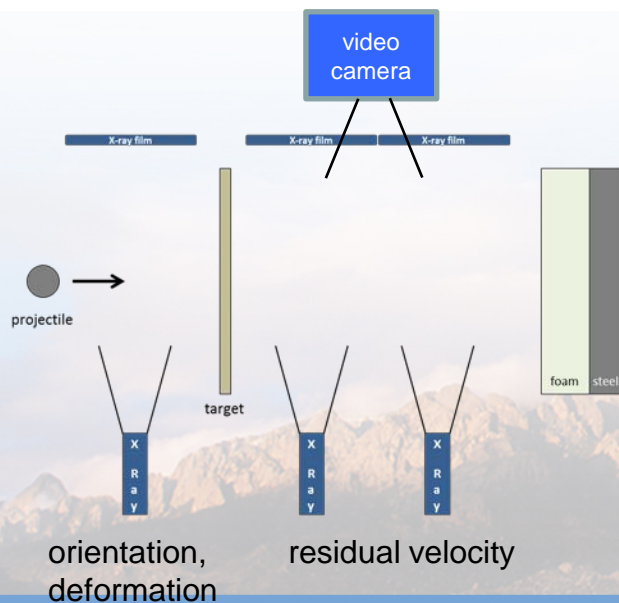 video
camera
X-ray film
X-ray film
X-ray film
projectile
target
foam
steel
X
R
a
y
X
R
a
y
X
R
a
y
orientation,
deformation
residual velocity